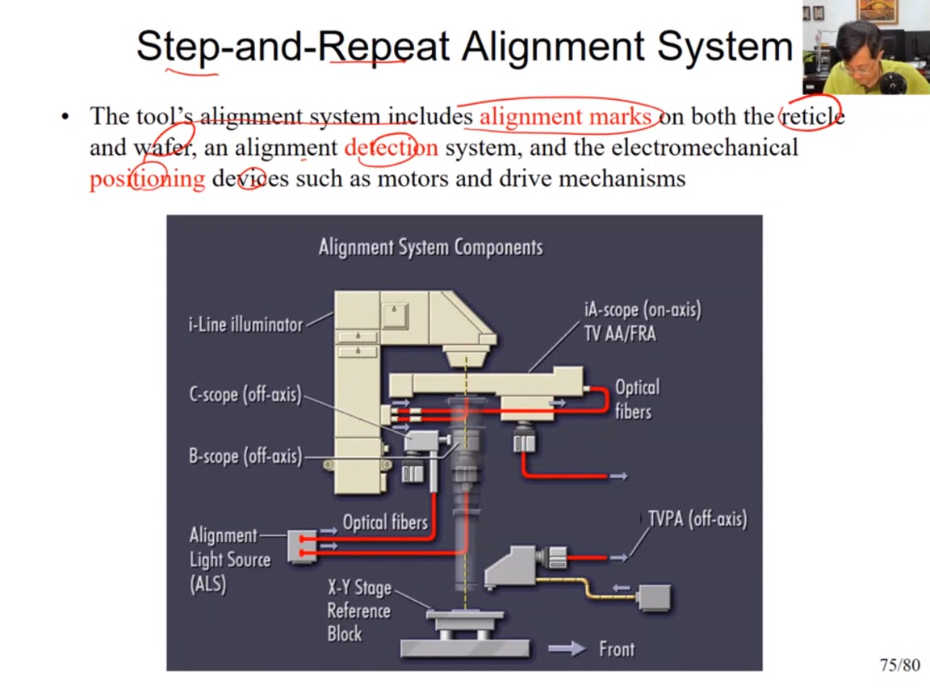 Step-and-Repeat Alignment System
• The tool's alignment system includes alignment marks on both the reticle
and wafer, an alignment detection system, and the electromechanical
positioning devices such as motors and drive mechanisms
Alignment System Components
i-Line illuminator
iA-scope (on-axis)
TV AA/FRA
C-scope (off-axis)
Optical
fibers
B-scope (off-axis)
Optical fibers
TVPA (off-axis)
Alignment
Light Source
(ALS)
X-Y Stage
Reference
Block
Front
75/80